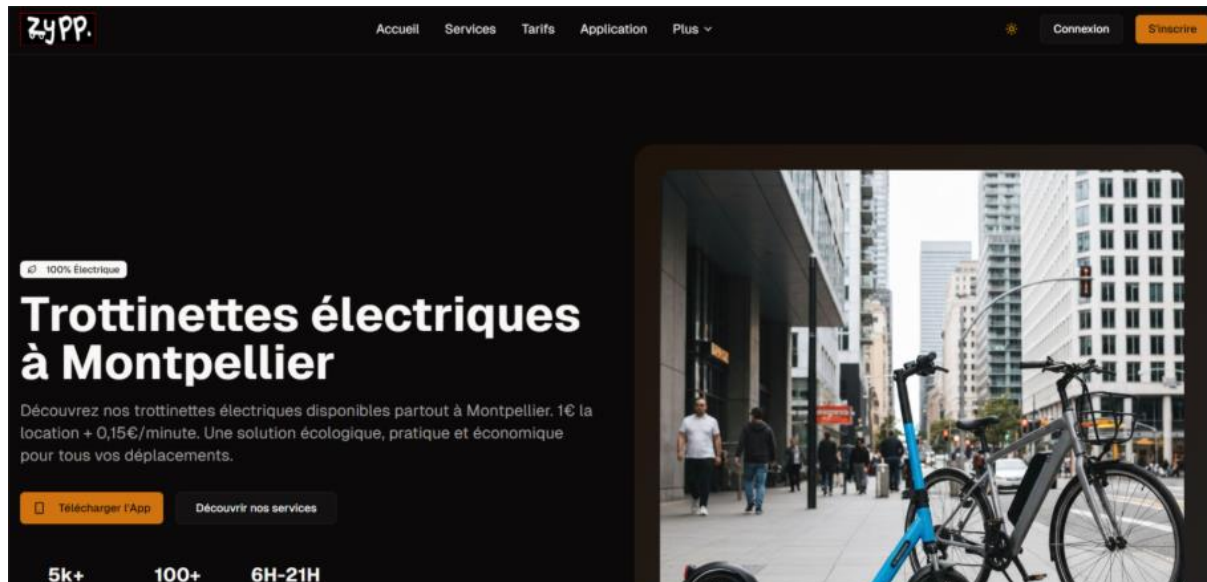 zyPP.
Accueil Services Tarifs Application Plus
Connexion
S'inscrire
100% Électrique
Trottinettes électriques
à Montpellier
Découvrez nos trottinettes électriques disponibles partout à Montpellier. 1€ la
location + 0,15€/minute. Une solution écologique, pratique et économique
pour tous vos déplacements.
Télécharger l'App
Découvrir nos services
5k+ 100+ 6H-21H